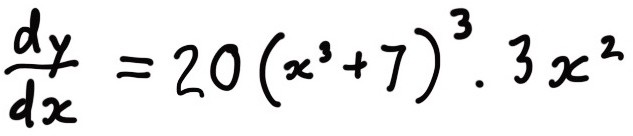 dy/dx = 20(x³+7)³ . 3x²